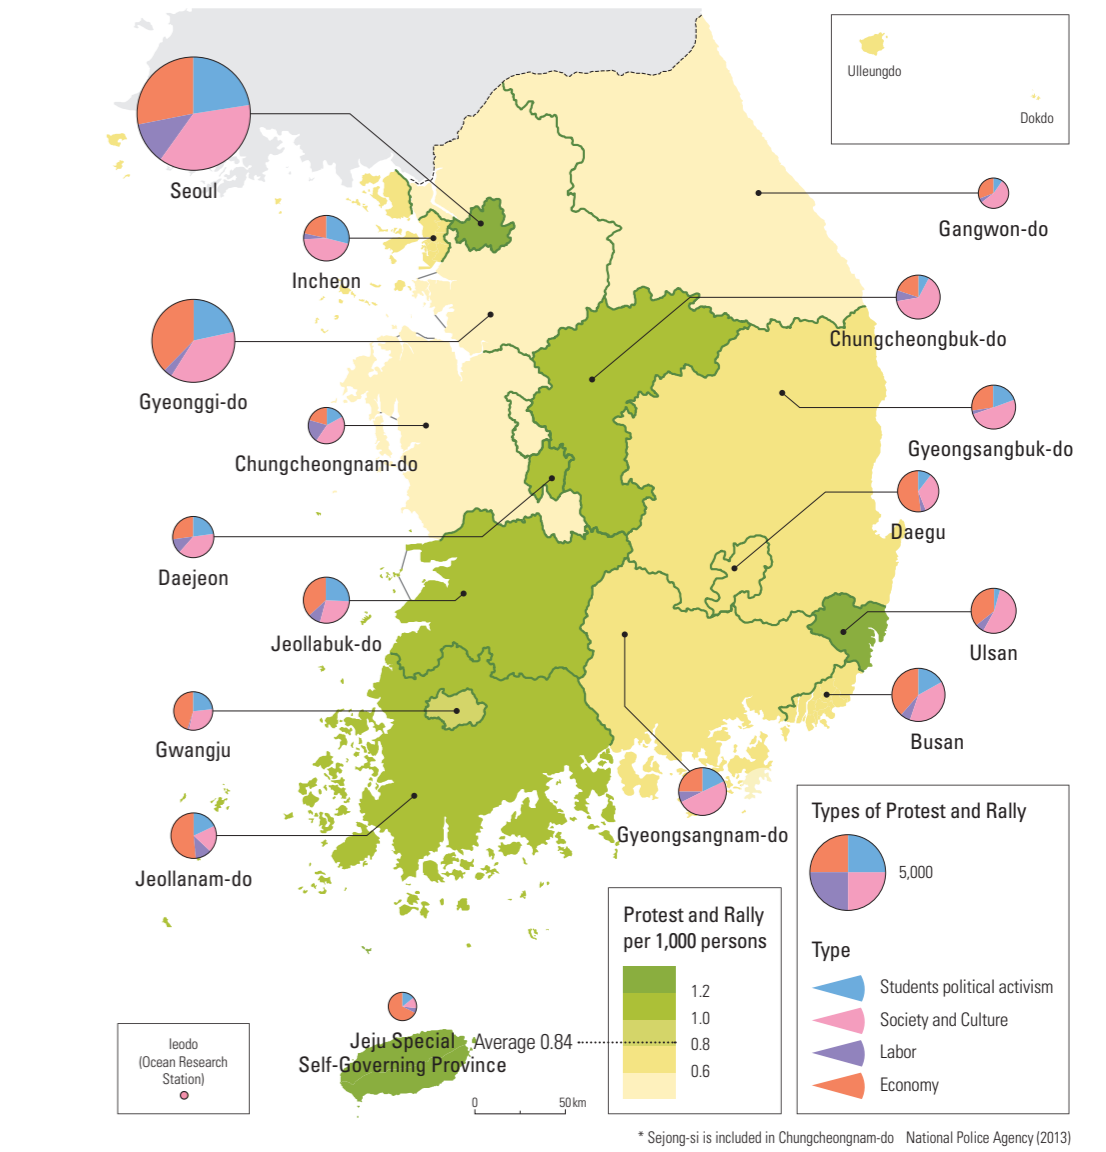 Ulleungdo
Dokdo
Seoul
Gangwon-do
Incheon
Chungcheongbuk-do
Gyeonggi-do
Gyeongsangbuk-do
Chungcheongnam-do
Daegu
Daejeon
Jeollabuk-do
Ulsan
Gwangju
Busan
Gyeongsangnam-do
Jeollanam-do
Types of Protest and Rally
5,000
Type
Students political activism
Society and Culture
Labor
Economy
Protest and Rally
per 1,000 persons
1.2
1.0
0.8
0.6
Average 0.84
Jeju Special
Self-Governing Province
Ieodo
(Ocean Research
Station)
0 50 km
* Sejong-si is included in Chungcheongnam-do National Police Agency (2013)